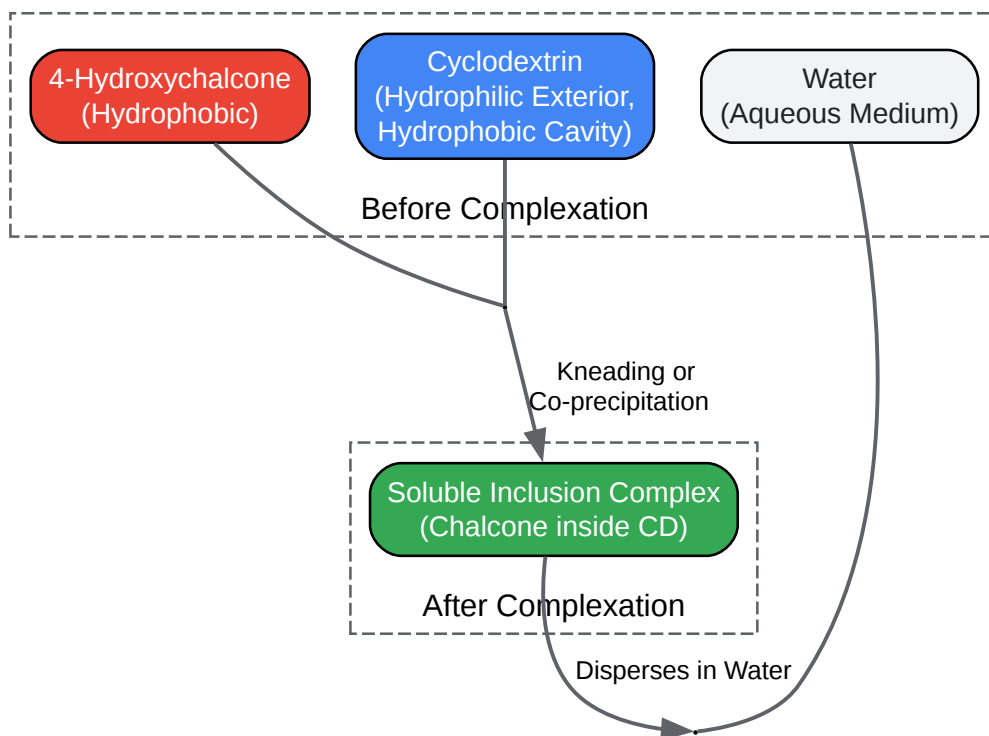 4-Hydroxychalcone
(Hydrophobic)
Cyclodextrin
(Hydrophilic Exterior,
Hydrophobic Cavity)
Water
(Aqueous Medium)
Before Complexation
Kneading or
Co-precipitation
Soluble Inclusion Complex
(Chalcone inside CD)
After Complexation
Disperses in Water